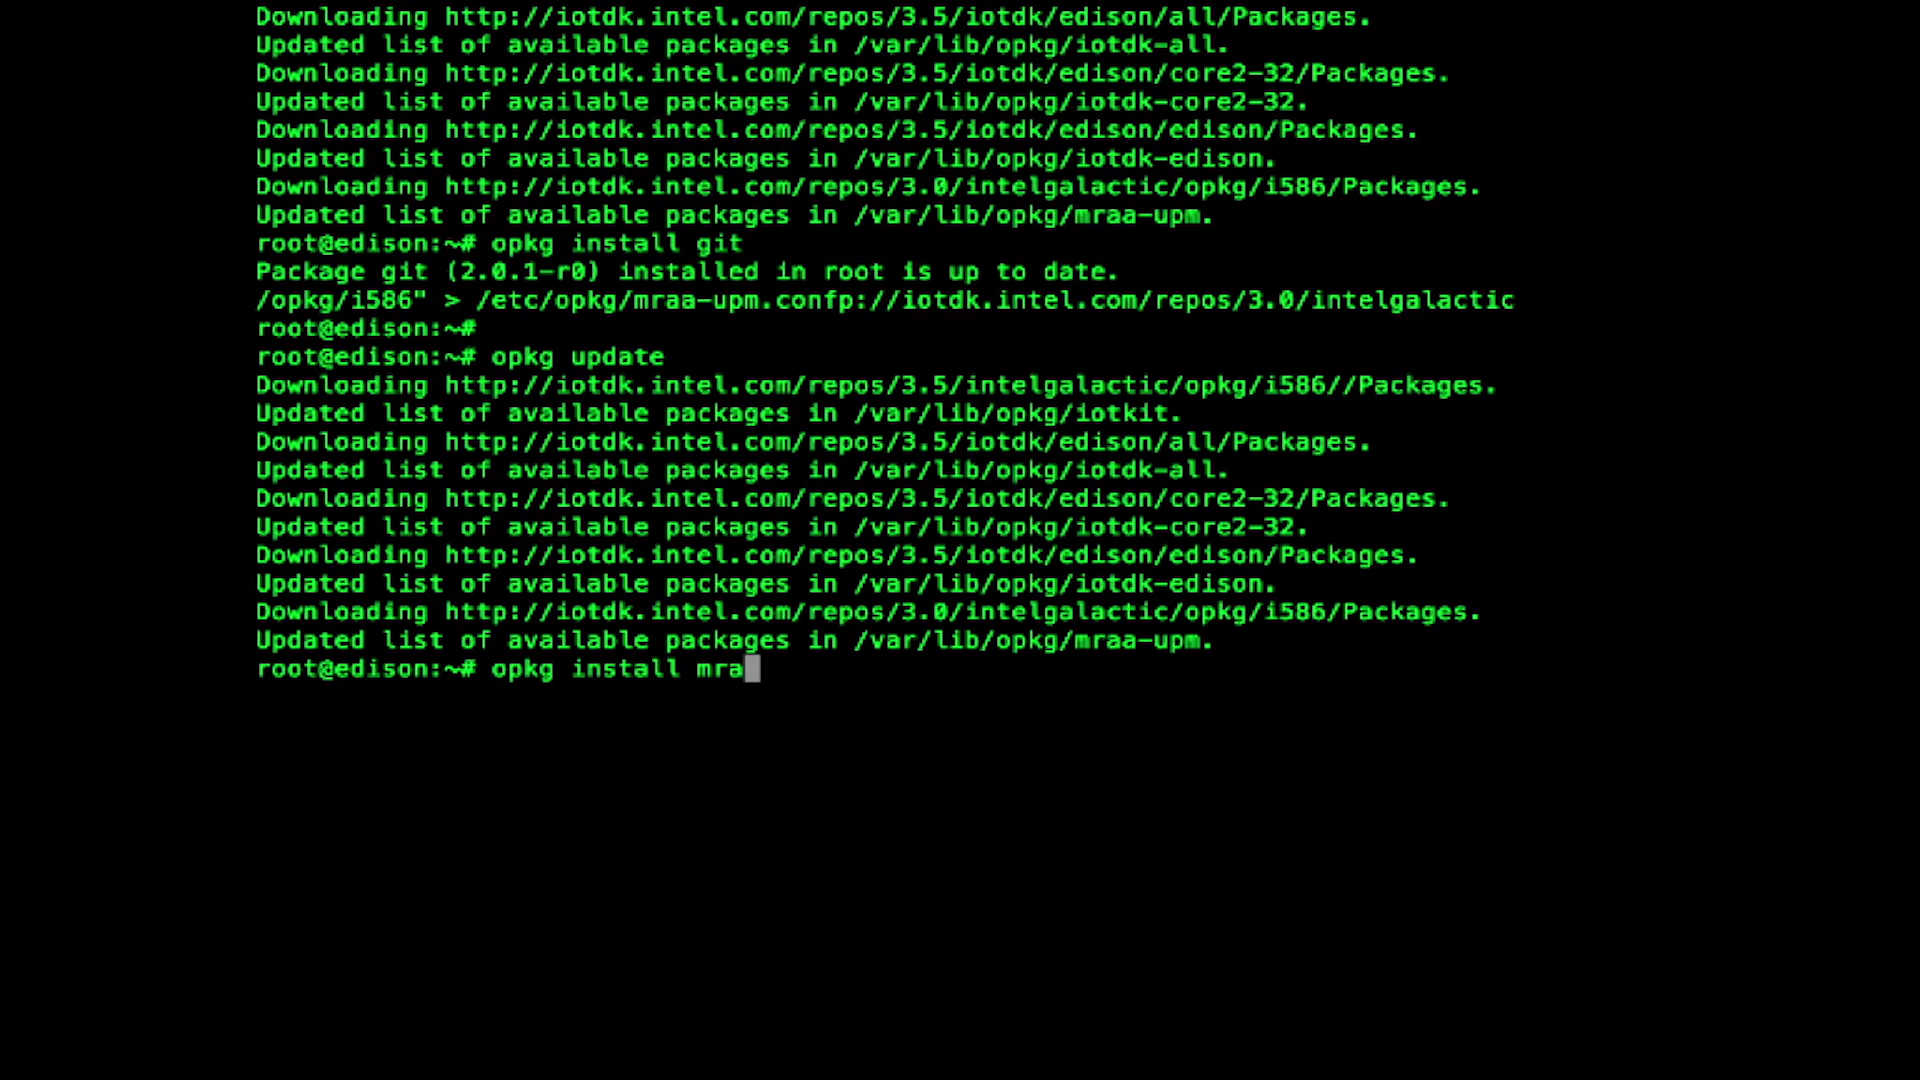 Downloading http://iotdk.intel.com/repos/3.5/iotdk/edison/all/Packages.
Updated list of available packages in /var/lib/opkg/iotdk-all.
Downloading http://iotdk.intel.com/repos/3.5/iotdk/edison/core2-32/Packages.
Updated list of available packages in /var/lib/opkg/iotdk-core2-32.
Downloading http://iotdk.intel.com/repos/3.5/iotdk/edison/edison/Packages.
Updated list of available packages in /var/lib/opkg/iotdk-edison.
Downloading http://iotdk.intel.com/repos/3.0/intelgalactic/opkg/i586/Packages.
Updated list of available packages in /var/lib/opkg/mraa-upm.
root@edison:~# opkg install git
Package git (2.0.1-r0) installed in root is up to date.
/opkg/i586" > /etc/opkg/mraa-upm.confp://iotdk.intel.com/repos/3.0/intelgalactic
root@edison:~#
root@edison:~# opkg update
Downloading http://iotdk.intel.com/repos/3.5/intelgalactic/opkg/i586//Packages.
Updated list of available packages in /var/lib/opkg/iotkit.
Downloading http://iotdk.intel.com/repos/3.5/iotdk/edison/all/Packages.
Updated list of available packages in /var/lib/opkg/iotdk-all.
Downloading http://iotdk.intel.com/repos/3.5/iotdk/edison/core2-32/Packages.
Updated list of available packages in /var/lib/opkg/iotdk-core2-32.
Downloading http://iotdk.intel.com/repos/3.5/iotdk/edison/edison/Packages.
Updated list of available packages in /var/lib/opkg/iotdk-edison.
Downloading http://iotdk.intel.com/repos/3.0/intelgalactic/opkg/i586/Packages.
Updated list of available packages in /var/lib/opkg/mraa-upm.
root@edison:~# opkg install mra